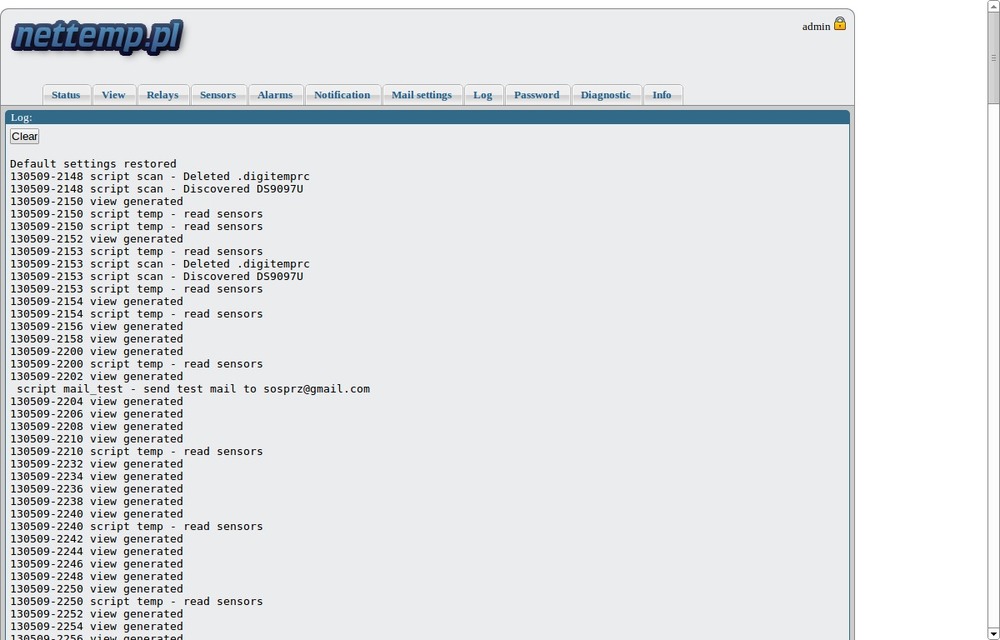 nettemp.pl
admin
Status View Relays Sensors Alarms Notification Mail settings Log Password Diagnostic Info
Log:
Clear
Default settings restored
130509-2148 script scan - Deleted .digitemprc
130509-2148 script scan - Discovered DS9097U
130509-2150 view generated
130509-2150 script temp - read sensors
130509-2150 script temp - read sensors
130509-2152 view generated
130509-2153 script temp - read sensors
130509-2153 script scan - Deleted .digitemprc
130509-2153 script scan - Discovered DS9097U
130509-2153 script temp - read sensors
130509-2154 view generated
130509-2154 script temp - read sensors
130509-2156 view generated
130509-2158 view generated
130509-2200 view generated
130509-2200 script temp - read sensors
130509-2202 view generated
script mail_test - send test mail to sosprz@gmail.com
130509-2204 view generated
130509-2206 view generated
130509-2208 view generated
130509-2210 view generated
130509-2210 script temp - read sensors
130509-2232 view generated
130509-2234 view generated
130509-2236 view generated
130509-2238 view generated
130509-2240 view generated
130509-2240 script temp - read sensors
130509-2242 view generated
130509-2244 view generated
130509-2246 view generated
130509-2248 view generated
130509-2250 view generated
130509-2250 script temp - read sensors
130509-2252 view generated
130509-2254 view generated
130509-2256 view generated